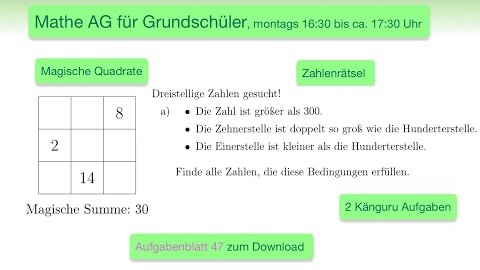 Mathe AG für Grundschüler, montags 16:30 bis ca. 17:30 Uhr
Magische Quadrate
8
2
14
Magische Summe: 30
Zahlenrätsel
Dreistellige Zahlen gesucht!
a) • Die Zahl ist größer als 300.
• Die Zehnerstelle ist doppelt so groß wie die Hunderterstelle.
• Die Einerstelle ist kleiner als die Hunderterstelle.
Finde alle Zahlen, die diese Bedingungen erfüllen.
2 Känguru Aufgaben
Aufgabenblatt 47 zum Download